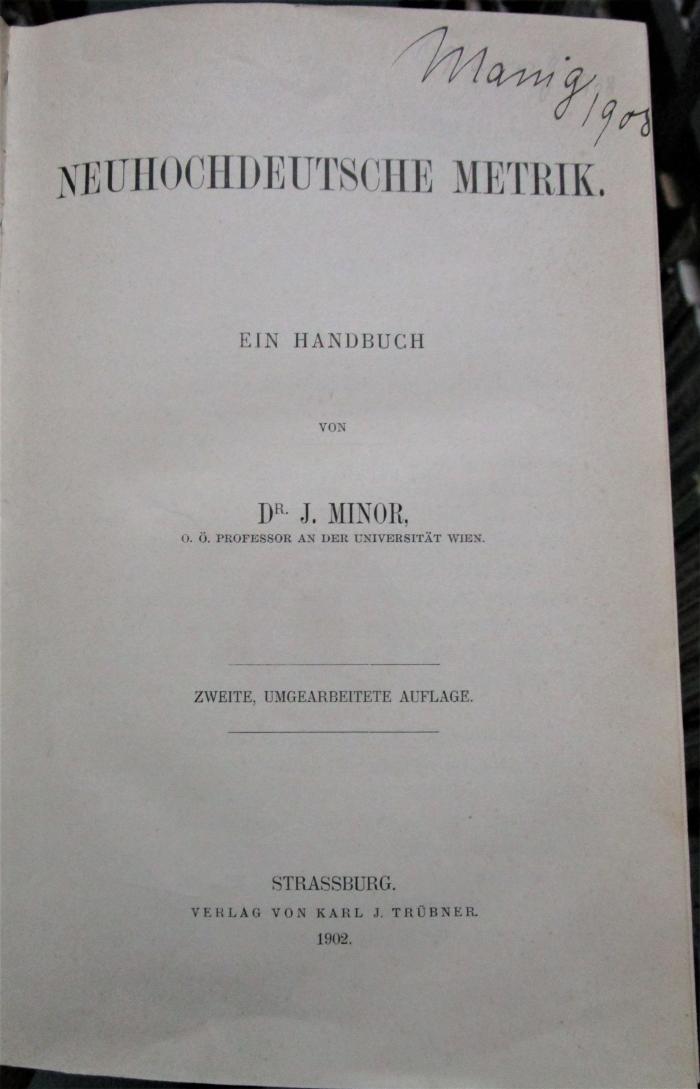 Manig
1908
NEUHOCHDEUTSCHE METRIK.
EIN HANDBUCH
VON
DR. J. MINOR,
O. Ö. PROFESSOR AN DER UNIVERSITÄT WIEN.
ZWEITE, UMGEARBEITETE AUFLAGE.
STRASSBURG.
VERLAG VON KARL J. TRÜBNER.
1902.